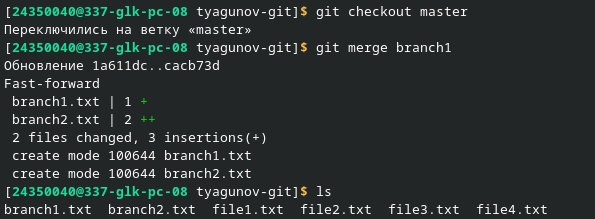 [24350040@337-glk-pc-08 tyagunov-git]$ git checkout master
Переключились на ветку «master»
[24350040@337-glk-pc-08 tyagunov-git]$ git merge branch1
Обновление 1a611dc..cacb73d
Fast-forward
 branch1.txt | 1 +
 branch2.txt | 2 ++
 2 files changed, 3 insertions(+)
 create mode 100644 branch1.txt
 create mode 100644 branch2.txt
[24350040@337-glk-pc-08 tyagunov-git]$ ls
branch1.txt  branch2.txt  file1.txt  file2.txt  file3.txt  file4.txt